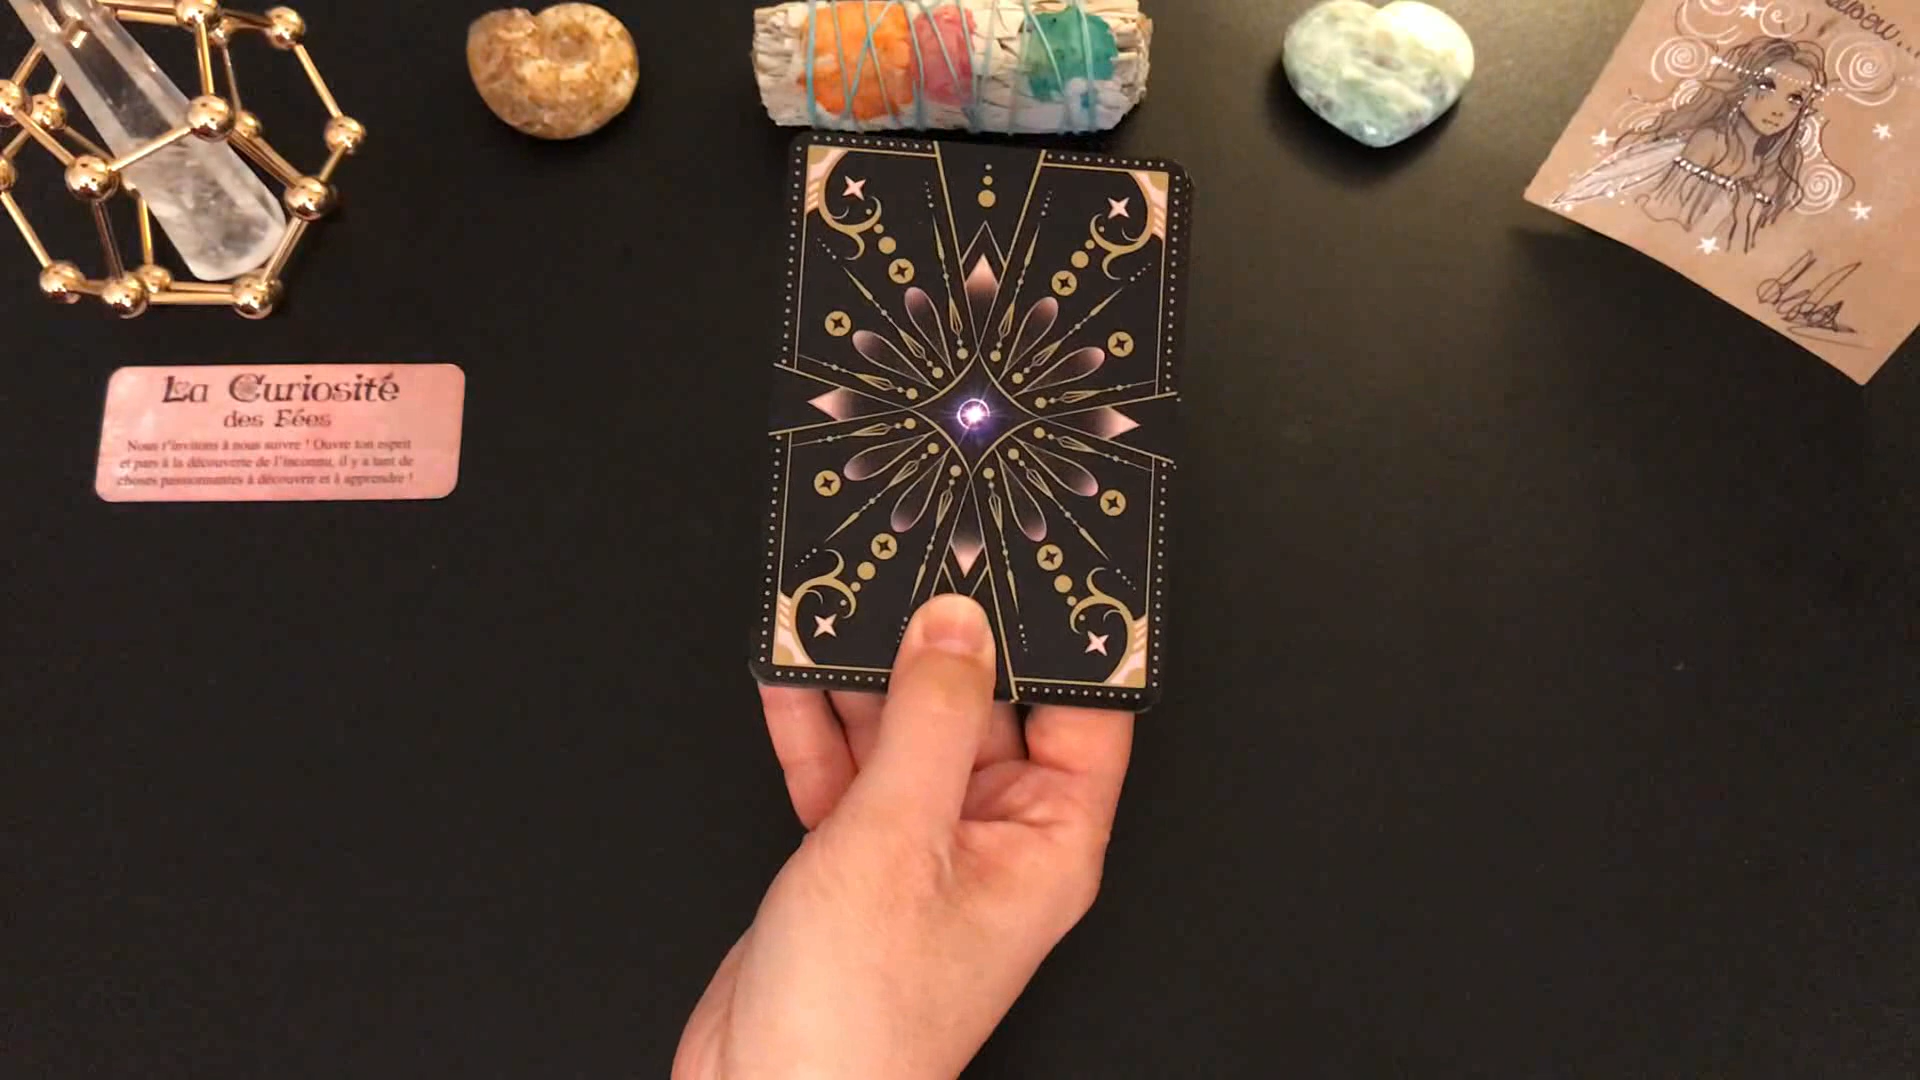 La Curiosité
des Fées
Nous t'invitons à nous suivre ! Ouvre ton esprit
et pars à la découverte de l'inconnu, il y a tant de
choses passionnantes à découvrir et à apprendre !